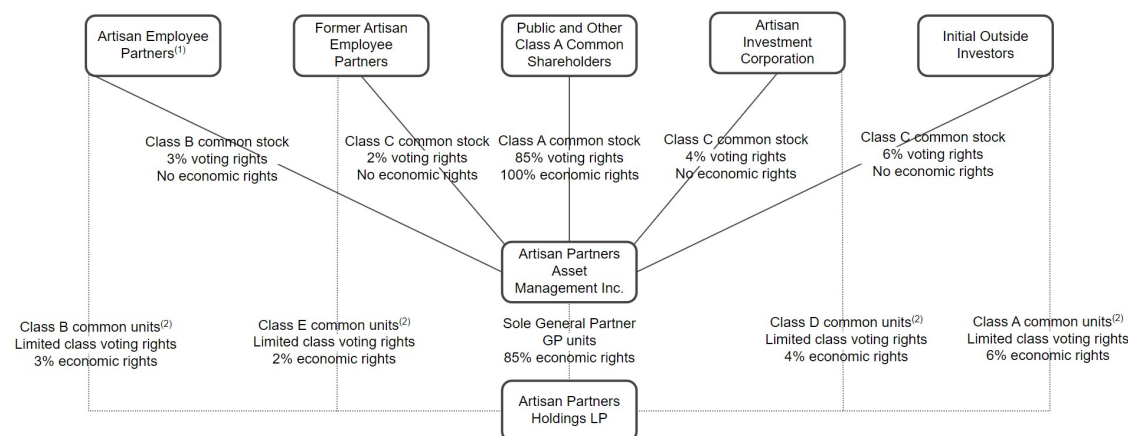 Artisan Employee
Partners(1)
Former Artisan
Employee
Partners
Public and Other
Class A Common
Shareholders
Artisan
Investment
Corporation
Initial Outside
Investors
Class B common stock
3% voting rights
No economic rights
Class C common stock
2% voting rights
No economic rights
Class A common stock
85% voting rights
100% economic rights
Class C common stock
4% voting rights
No economic rights
Class C common stock
6% voting rights
No economic rights
Artisan Partners
Asset
Management Inc.
Class B common units(2)
Limited class voting rights
3% economic rights
Class E common units(2)
Limited class voting rights
2% economic rights
Sole General Partner
GP units
85% economic rights
Class D common units(2)
Limited class voting rights
4% economic rights
Class A common units(2)
Limited class voting rights
6% economic rights
Artisan Partners
Holdings LP